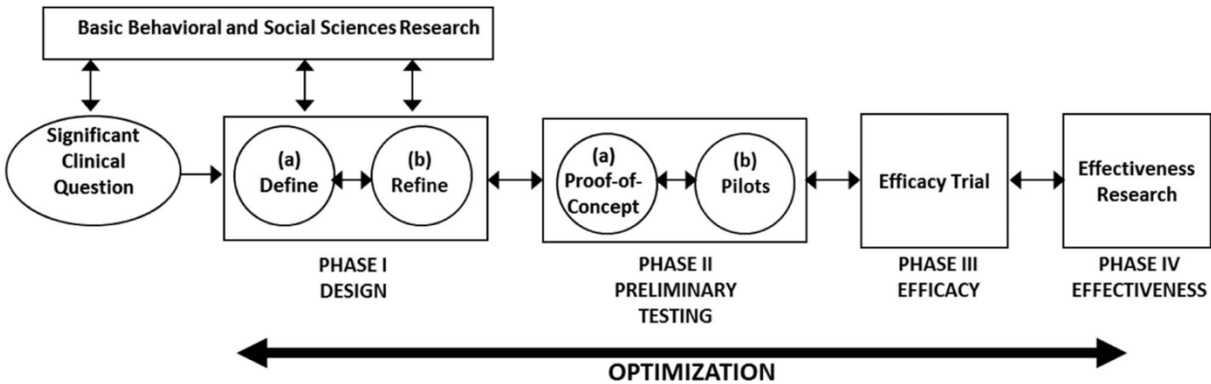 Basic Behavioral and Social Sciences Research
Significant
Clinical
Question
(a)
Define
(b)
Refine
(a)
Proof-of-
Concept
(b)
Pilots
Efficacy Trial
Effectiveness
Research
PHASE I
DESIGN
PHASE II
PRELIMINARY
TESTING
PHASE III
EFFICACY
PHASE IV
EFFECTIVENESS
OPTIMIZATION